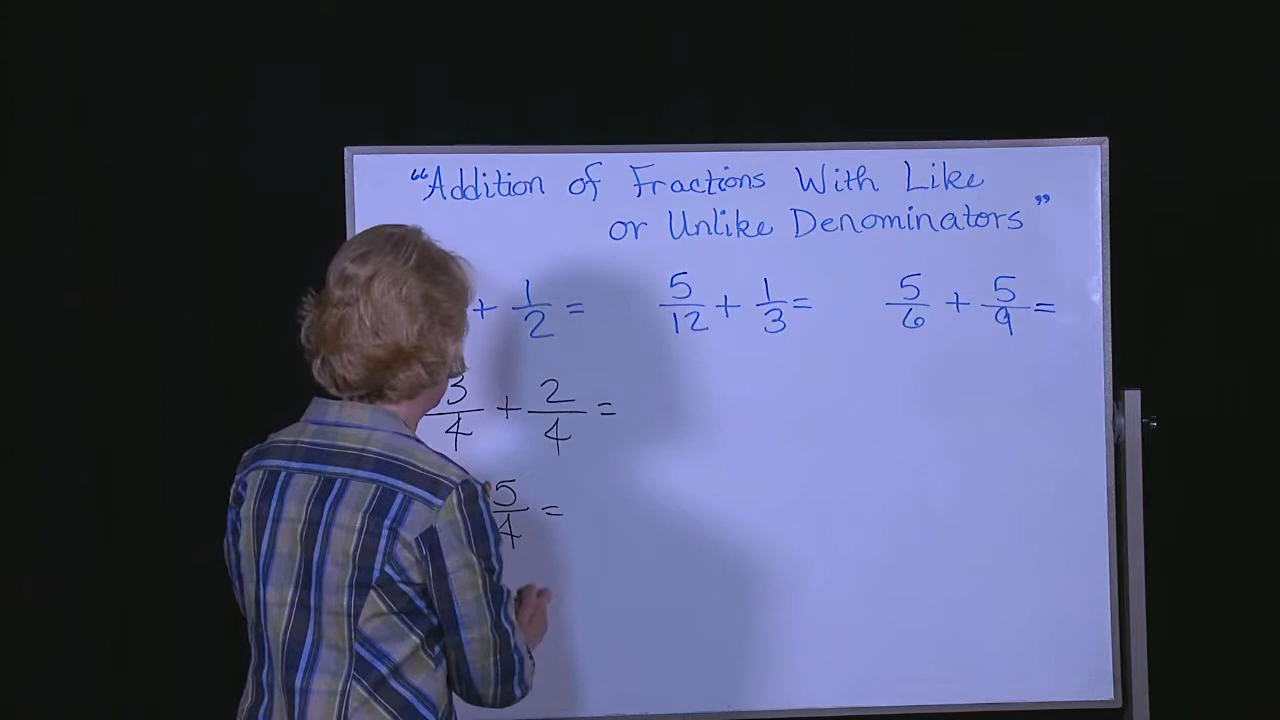 “Addition of Fractions With Like
or Unlike Denominators”
+ 1/2 =
5/12 + 1/3 =
5/6 + 5/9 =
3/4 + 2/4 =
5/4 =